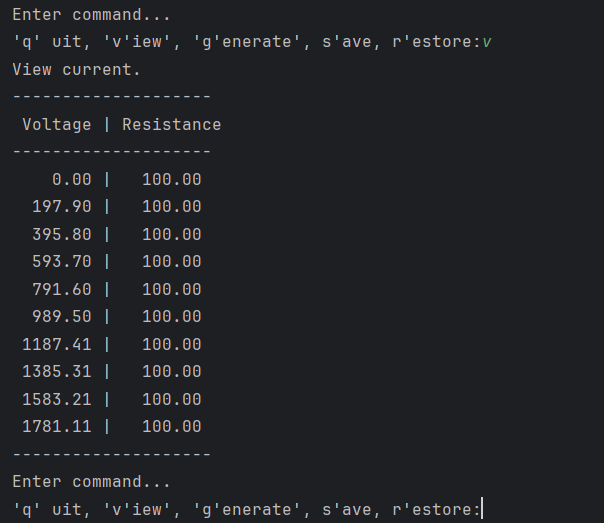 Enter command...
'q' uit, 'v'iew', 'g'enerate', s'ave, r'estore:v
View current.
--------------------
 Voltage | Resistance
--------------------
    0.00 |   100.00
  197.90 |   100.00
  395.80 |   100.00
  593.70 |   100.00
  791.60 |   100.00
  989.50 |   100.00
 1187.41 |   100.00
 1385.31 |   100.00
 1583.21 |   100.00
 1781.11 |   100.00
--------------------
Enter command...
'q' uit, 'v'iew', 'g'enerate', s'ave, r'estore: